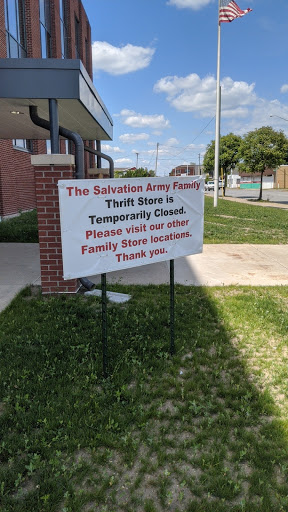 The Salvation Army Family
Thrift Store is
Temporarily Closed.
Please visit our other
Family Store locations.
Thank you.